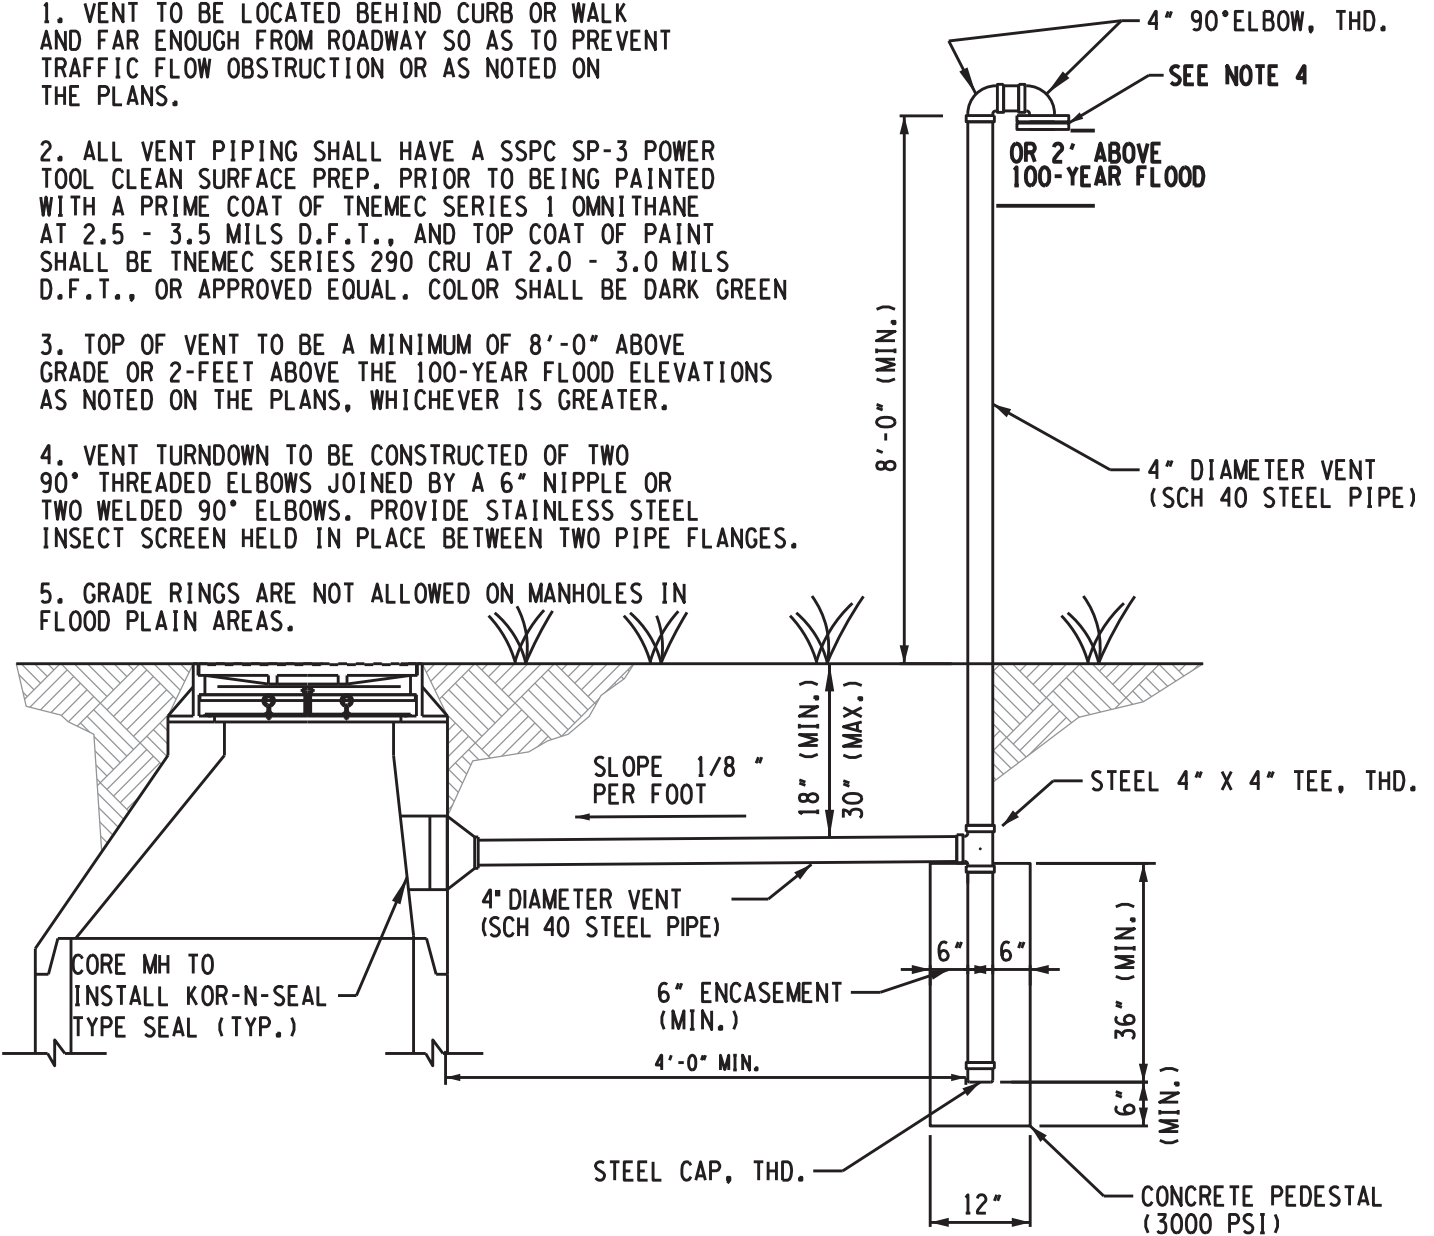 1. VENT TO BE LOCATED BEHIND CURB OR WALK
AND FAR ENOUGH FROM ROADWAY SO AS TO PREVENT
TRAFFIC FLOW OBSTRUCTION OR AS NOTED ON
THE PLANS.
2. ALL VENT PIPING SHALL HAVE A SSPC SP-3 POWER
TOOL CLEAN SURFACE PREP. PRIOR TO BEING PAINTED
WITH A PRIME COAT OF TNEMEC SERIES 1 OMNITHANE
AT 2.5 - 3.5 MILS D.F.T., AND TOP COAT OF PAINT
SHALL BE TNEMEC SERIES 290 CRU AT 2.0 - 3.0 MILS
D.F.T., OR APPROVED EQUAL. COLOR SHALL BE DARK GREEN
3. TOP OF VENT TO BE A MINIMUM OF 8'-0" ABOVE
GRADE OR 2-FEET ABOVE THE 100-YEAR FLOOD ELEVATIONS
AS NOTED ON THE PLANS, WHICHEVER IS GREATER.
4. VENT TURNDOWN TO BE CONSTRUCTED OF TWO
90° THREADED ELBOWS JOINED BY A 6" NIPPLE OR
TWO WELDED 90° ELBOWS. PROVIDE STAINLESS STEEL
INSECT SCREEN HELD IN PLACE BETWEEN TWO PIPE FLANGES.
5. GRADE RINGS ARE NOT ALLOWED ON MANHOLES IN
FLOOD PLAIN AREAS.
4" 90°ELBOW, THD.
SEE NOTE 4
OR 2' ABOVE
100-YEAR FLOOD
8'-0" (MIN.)
4" DIAMETER VENT
(SCH 40 STEEL PIPE)
18" (MIN.)
30" (MAX.)
SLOPE 1/8 "
PER FOOT
STEEL 4" X 4" TEE, THD.
4" DIAMETER VENT
(SCH 40 STEEL PIPE)
6" 6"
36" (MIN.)
CORE MH TO
INSTALL KOR-N-SEAL
TYPE SEAL (TYP.)
6" ENCASEMENT
(MIN.)
4'-0" MIN.
6"
(MIN.)
STEEL CAP, THD.
12"
CONCRETE PEDESTAL
(3000 PSI)